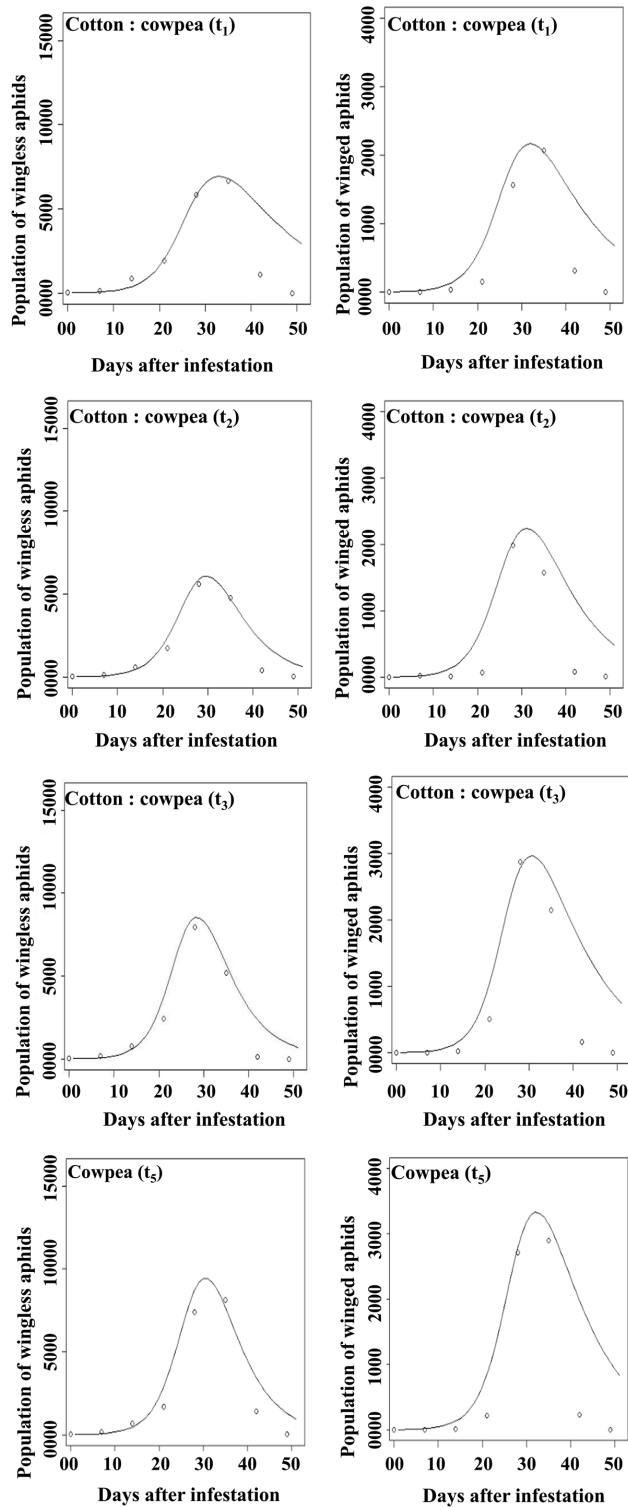 Cotton : cowpea (t1)
Population of wingless aphids
15000
10000
5000
0000
00 10 20 30 40 50
Days after infestation
Cotton : cowpea (t1)
Population of winged aphids
4000
3000
2000
1000
0000
00 10 20 30 40 50
Days after infestation
Cotton : cowpea (t2)
Population of wingless aphids
15000
10000
5000
0000
00 10 20 30 40 50
Days after infestation
Cotton : cowpea (t2)
Population of winged aphids
4000
3000
2000
1000
0000
00 10 20 30 40 50
Days after infestation
Cotton : cowpea (t3)
Population of wingless aphids
15000
10000
5000
0000
00 10 20 30 40 50
Days after infestation
Cotton : cowpea (t3)
Population of winged aphids
4000
3000
2000
1000
0000
00 10 20 30 40 50
Days after infestation
Cowpea (t5)
Population of wingless aphids
15000
10000
5000
0000
00 10 20 30 40 50
Days after infestation
Cowpea (t5)
Population of winged aphids
4000
3000
2000
1000
0000
00 10 20 30 40 50
Days after infestation